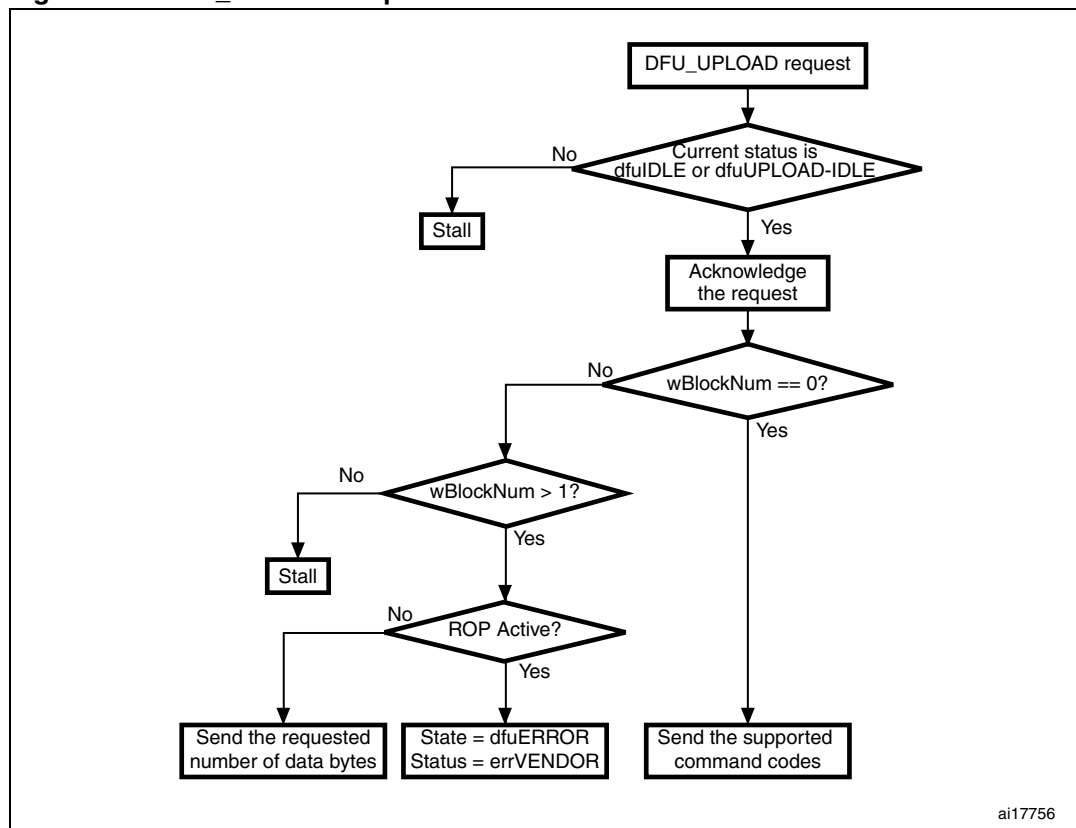 DFU_UPLOAD request
Current status is
dfuIDLE or dfuUPLOAD-IDLE
No
Stall
Yes
Acknowledge
the request
No
wBlockNum == 0?
Yes
No
wBlockNum > 1?
Yes
Stall
No
ROP Active?
Yes
Send the requested
number of data bytes
State = dfuERROR
Status = errVENDOR
Send the supported
command codes
ai17756